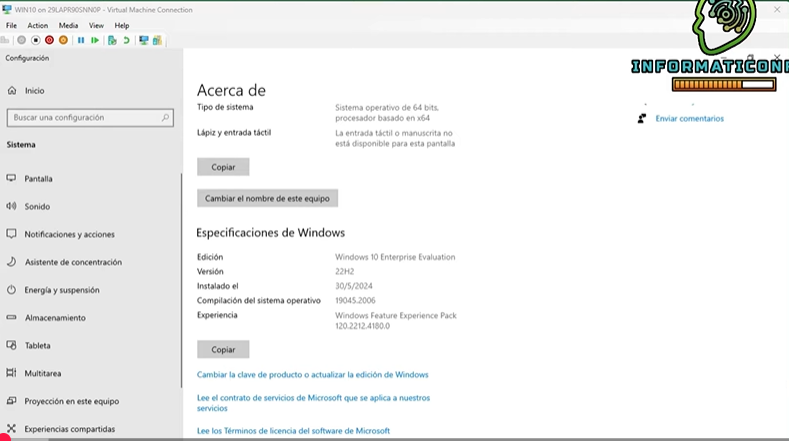 WIN10 on 29LAPR90SNN0P - Virtual Machine Connection
File Action Media View Help
Configuración
INFORMATICONF
Inicio
Buscar una configuración
Sistema
Pantalla
Sonido
Notificaciones y acciones
Asistente de concentración
Energía y suspensión
Almacenamiento
Tableta
Multitarea
Proyección en este equipo
Experiencias compartidas
Acerca de
Tipo de sistema Sistema operativo de 64 bits,
procesador basado en x64
Lápiz y entrada táctil La entrada táctil o manuscrita no
está disponible para esta pantalla
Copiar
Cambiar el nombre de este equipo
Especificaciones de Windows
Edición Windows 10 Enterprise Evaluation
Versión 22H2
Instalado el 30/5/2024
Compilación del sistema operativo 19045.2006
Experiencia Windows Feature Experience Pack
120.2212.4180.0
Copiar
Cambiar la clave de producto o actualizar la edición de Windows
Lee el contrato de servicios de Microsoft que se aplica a nuestros
servicios
Lee los Términos de licencia del software de Microsoft
Enviar comentarios